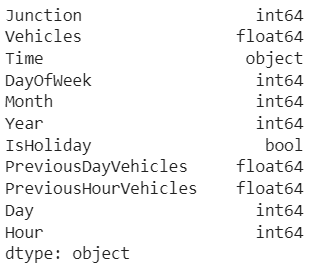 Junction int64
Vehicles float64
Time object
DayOfWeek int64
Month int64
Year int64
IsHoliday bool
PreviousDayVehicles float64
PreviousHourVehicles float64
Day int64
Hour int64
dtype: object